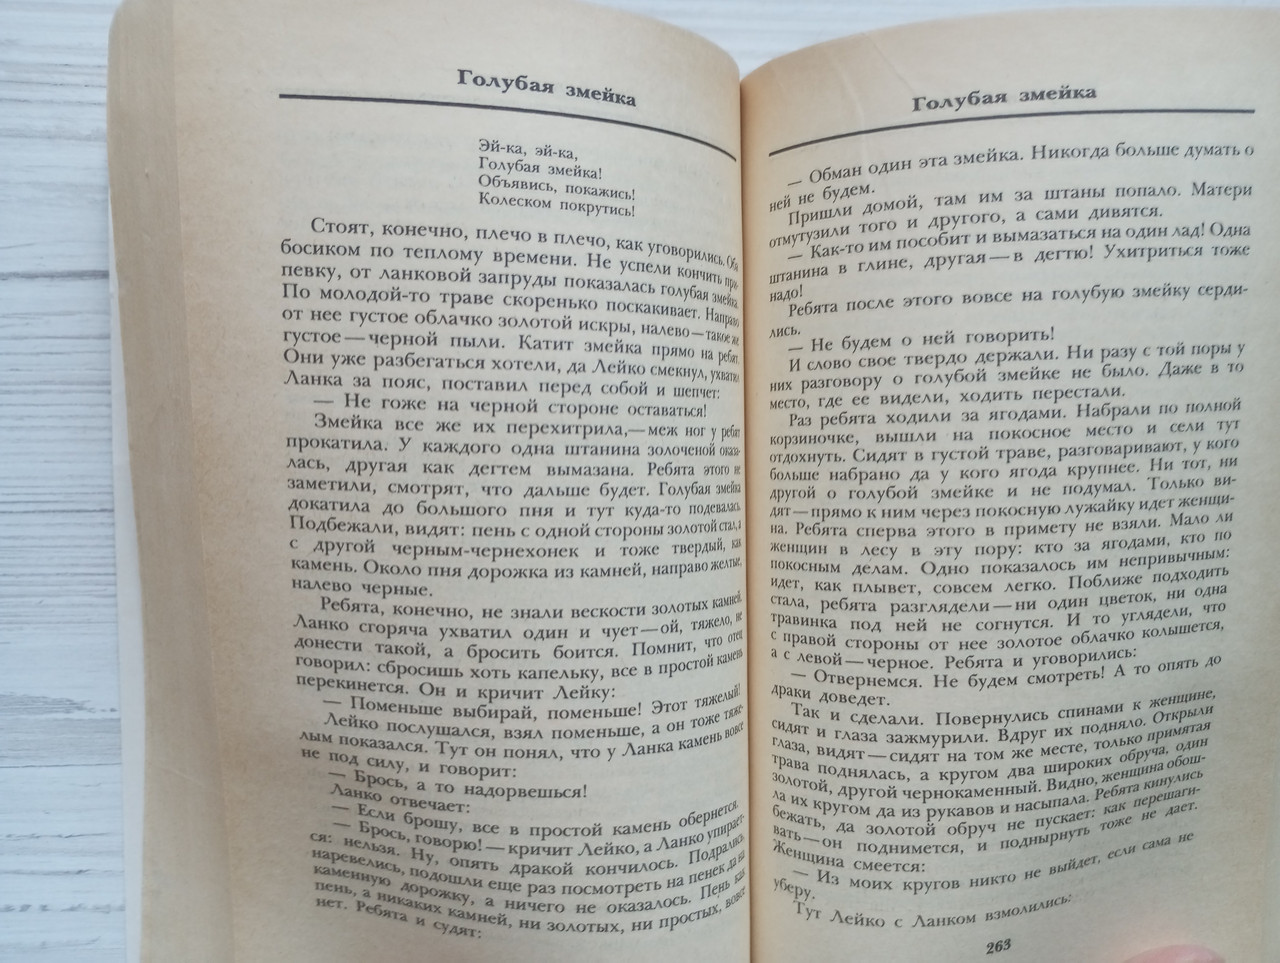 Голубая змейка
Эй-ка, эй-ка,
Голубая змейка!
Объявись, покажись!
Колеском покрутись!
Стоят, конечно, плечо в плечо, как уговорились. Оба
босиком по теплому времени. Не успели кончить при-
певку, от ланковой запруды показалась голубая змейка.
По молодой-то траве скоренько поскакивает. Направо
от нее густое облачко золотой искры, налево—такое же
густое—черной пыли. Катит змейка прямо на ребят.
Они уже разбегаться хотели, да Лейко смекнул, ухватил
Ланка за пояс, поставил перед собой и шепчет:
— Не гоже на черной стороне оставаться!
Змейка все же их перехитрила,—меж ног у ребят
прокатила. У каждого одна штанина золоченой оказа-
лась, другая как дегтем вымазана. Ребята этого не
заметили, смотрят, что дальше будет. Голубая змейка
докатила до большого пня и тут куда-то подевалась.
Подбежали, видят: пень с одной стороны золотой стал, а
с другой черным-чернехонек и тоже твердый, как
камень. Около пня дорожка из камней, направо желтые,
налево черные.
Ребята, конечно, не знали вескости золотых камней.
Ланко сгоряча ухватил один и чует—ой, тяжело, не
донести такой, а бросить боится. Помнит, что отец
говорил: сбросишь хоть капельку, все в простой камень
перекинется. Он и кричит Лейку:
— Поменьше выбирай, поменьше! Этот тяжелый!
Лейко послушался, взял поменьше, а он тоже тяже-
лым показался. Тут он понял, что у Ланка камень вовсе
не под силу, и говорит:
— Брось, а то надорвешься!
Ланко отвечает:
— Если брошу, все в простой камень обернется.
— Брось, говорю!—кричит Лейко, а Ланко упирает-
ся: нельзя. Ну, опять дракой кончилось. Подрались,
наревелись, подошли еще раз посмотреть на пенек да на
каменную дорожку, а ничего не оказалось. Пень как
пень, а никаких камней, ни золотых, ни простых, вовсе
нет. Ребята и судят:
Голубая змейка
— Обман один эта змейка. Никогда больше думать о
ней не будем.
Пришли домой, там им за штаны попало. Матери
отмутузили того и другого, а сами дивятся.
— Как-то им пособит и вымазаться на один лад! Одна
штанина в глине, другая—в дегтю! Ухитриться тоже
надо!
Ребята после этого вовсе на голубую змейку серди-
лись.
— Не будем о ней говорить!
И слово свое твердо держали. Ни разу с той поры у
них разговору о голубой змейке не было. Даже в то
место, где ее видели, ходить перестали.
Раз ребята ходили за ягодами. Набрали по полной
корзиночке, вышли на покосное место и сели тут
отдохнуть. Сидят в густой траве, разговаривают, у кого
больше набрано да у кого ягода крупнее. Ни тот, ни
другой о голубой змейке и не подумал. Только ви-
дят—прямо к ним через покосную лужайку идет женщи-
на. Ребята сперва этого в примету не взяли. Мало ли
женщин в лесу в эту пору: кто за ягодами, кто по
покосным делам. Одно показалось им непривычным:
идет, как плывет, совсем легко. Поближе подходить
стала, ребята разглядели—ни один цветок, ни одна
травинка под ней не согнутся. И то углядели, что
с правой стороны от нее золотое облачко колышется,
а с левой—черное. Ребята и уговорились:
— Отвернемся. Не будем смотреть! А то опять до
драки доведет.
Так и сделали. Повернулись спинами к женщине,
сидят и глаза зажмурили. Вдруг их подняло. Открыли
глаза, видят—сидят на том же месте, только примятая
трава поднялась, а кругом два широких обруча, один
золотой, другой чернокаменный. Видно, женщина обош-
ла их кругом да из рукавов и насыпала. Ребята кинулись
бежать, да золотой обруч не пускает: как перешаги-
вать—он поднимется, и поднырнуть тоже не дает.
Женщина смеется:
— Из моих кругов никто не выйдет, если сама не
уберу.
Тут Лейко с Ланком взмолились:
263